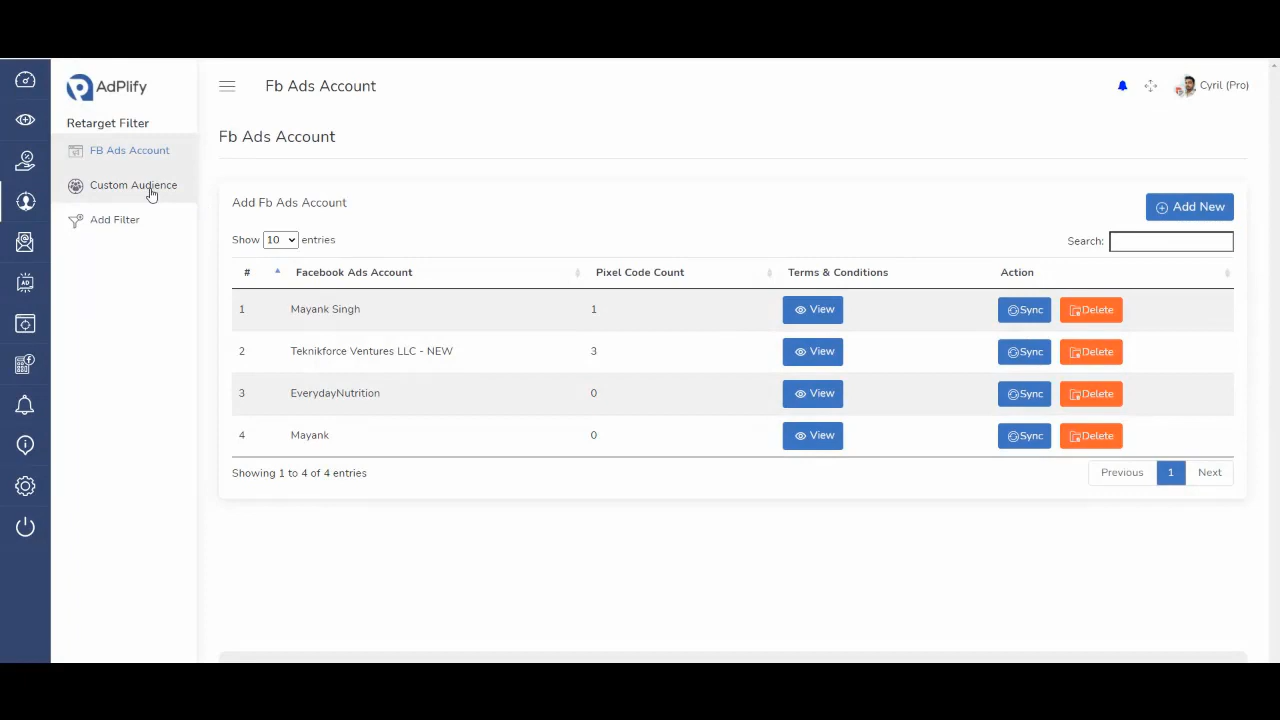 AdPlify
Fb Ads Account
Cyril (Pro)
Retarget Filter
FB Ads Account
Custom Audience
Add Filter
Fb Ads Account
Add Fb Ads Account
Add New
Show 10 entries
Search:
# Facebook Ads Account Pixel Code Count Terms & Conditions Action
1 Mayank Singh 1 View Sync Delete
2 Teknikforce Ventures LLC - NEW 3 View Sync Delete
3 EverydayNutrition 0 View Sync Delete
4 Mayank 0 View Sync Delete
Showing 1 to 4 of 4 entries
Previous 1 Next
AD